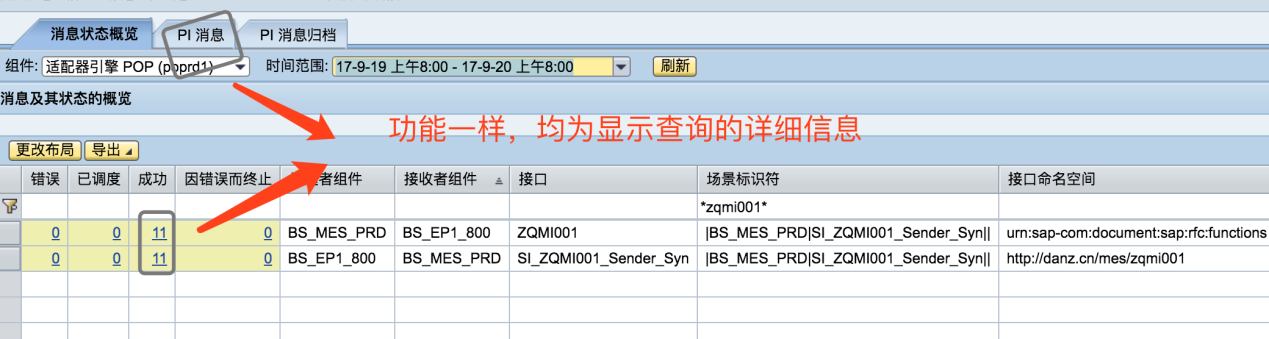 消息状态概览 PI 消息 PI 消息归档
组件: 适配器引擎 POP (poprd1) 时间范围: 17-9-19 上午8:00 - 17-9-20 上午8:00 刷新
消息及其状态的概览
功能一样，均为显示查询的详细信息
更改布局 导出
错误 已调度 成功 因错误而终止 者组件 接收者组件 接口 场景标识符 接口命名空间
*zqmi001*
0 0 11 0 BS_MES_PRD BS_EP1_800 ZQMI001 |BS_MES_PRD|SI_ZQMI001_Sender_Syn|| urn:sap-com:document:sap:rfc:functions
0 0 11 0 BS_EP1_800 BS_MES_PRD SI_ZQMI001_Sender_Syn |BS_MES_PRD|SI_ZQMI001_Sender_Syn|| http://danz.cn/mes/zqmi001